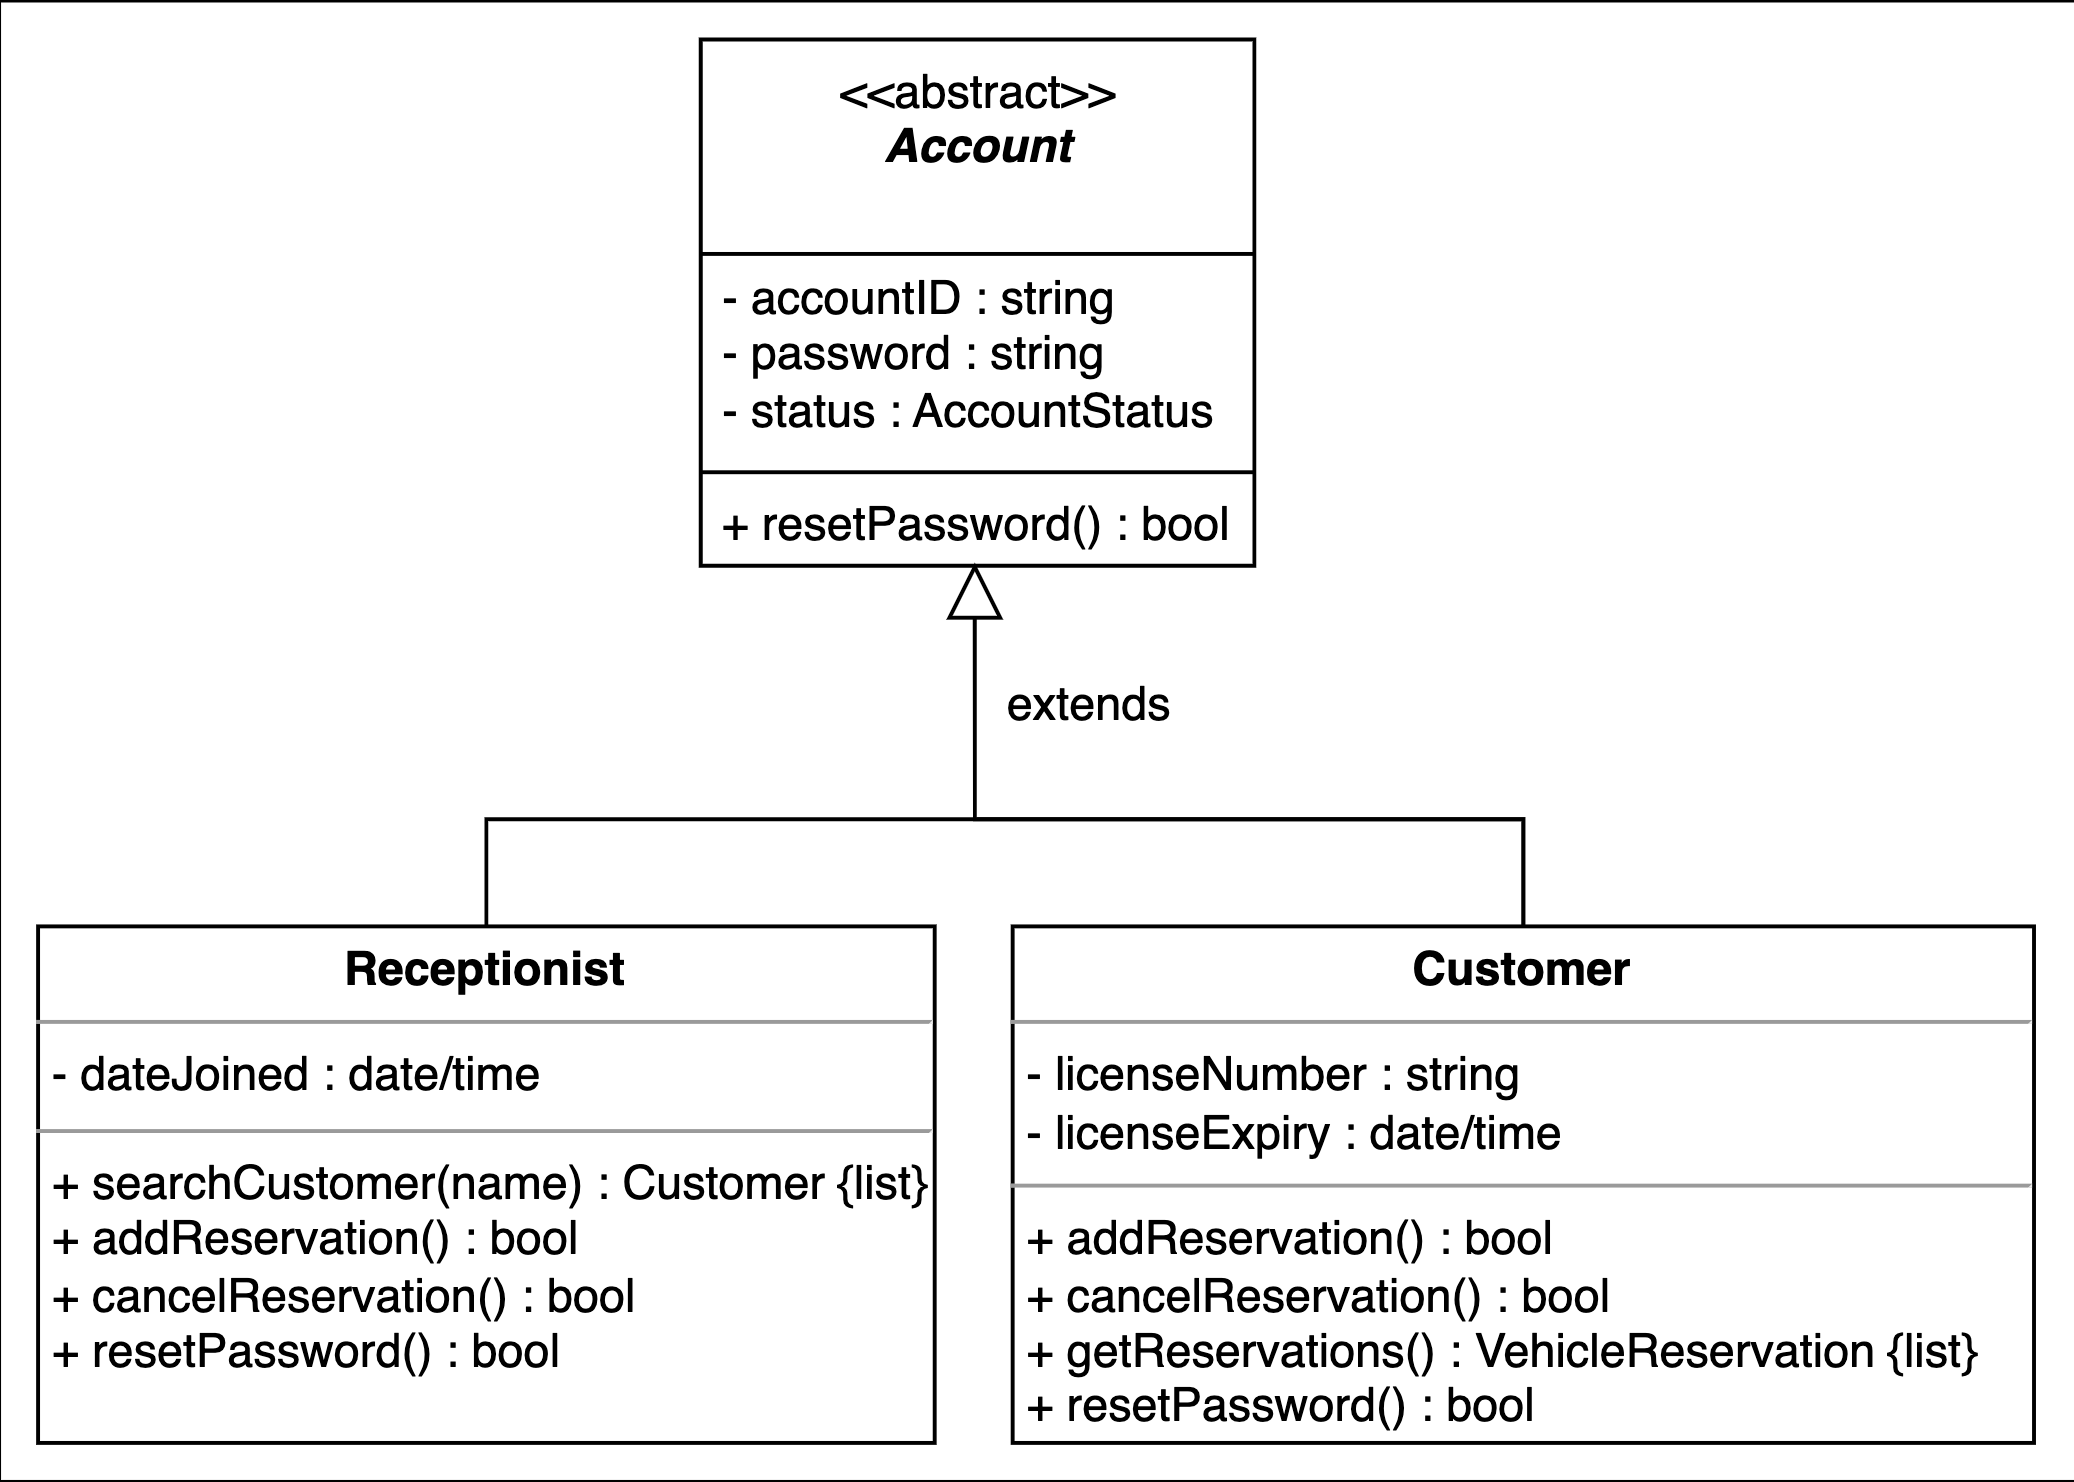 <<abstract>>
Account
- accountID : string
- password : string
- status : AccountStatus
+ resetPassword() : bool
extends
Receptionist
- dateJoined : date/time
+ searchCustomer(name) : Customer {list}
+ addReservation() : bool
+ cancelReservation() : bool
+ resetPassword() : bool
Customer
- licenseNumber : string
- licenseExpiry : date/time
+ addReservation() : bool
+ cancelReservation() : bool
+ getReservations() : VehicleReservation {list}
+ resetPassword() : bool